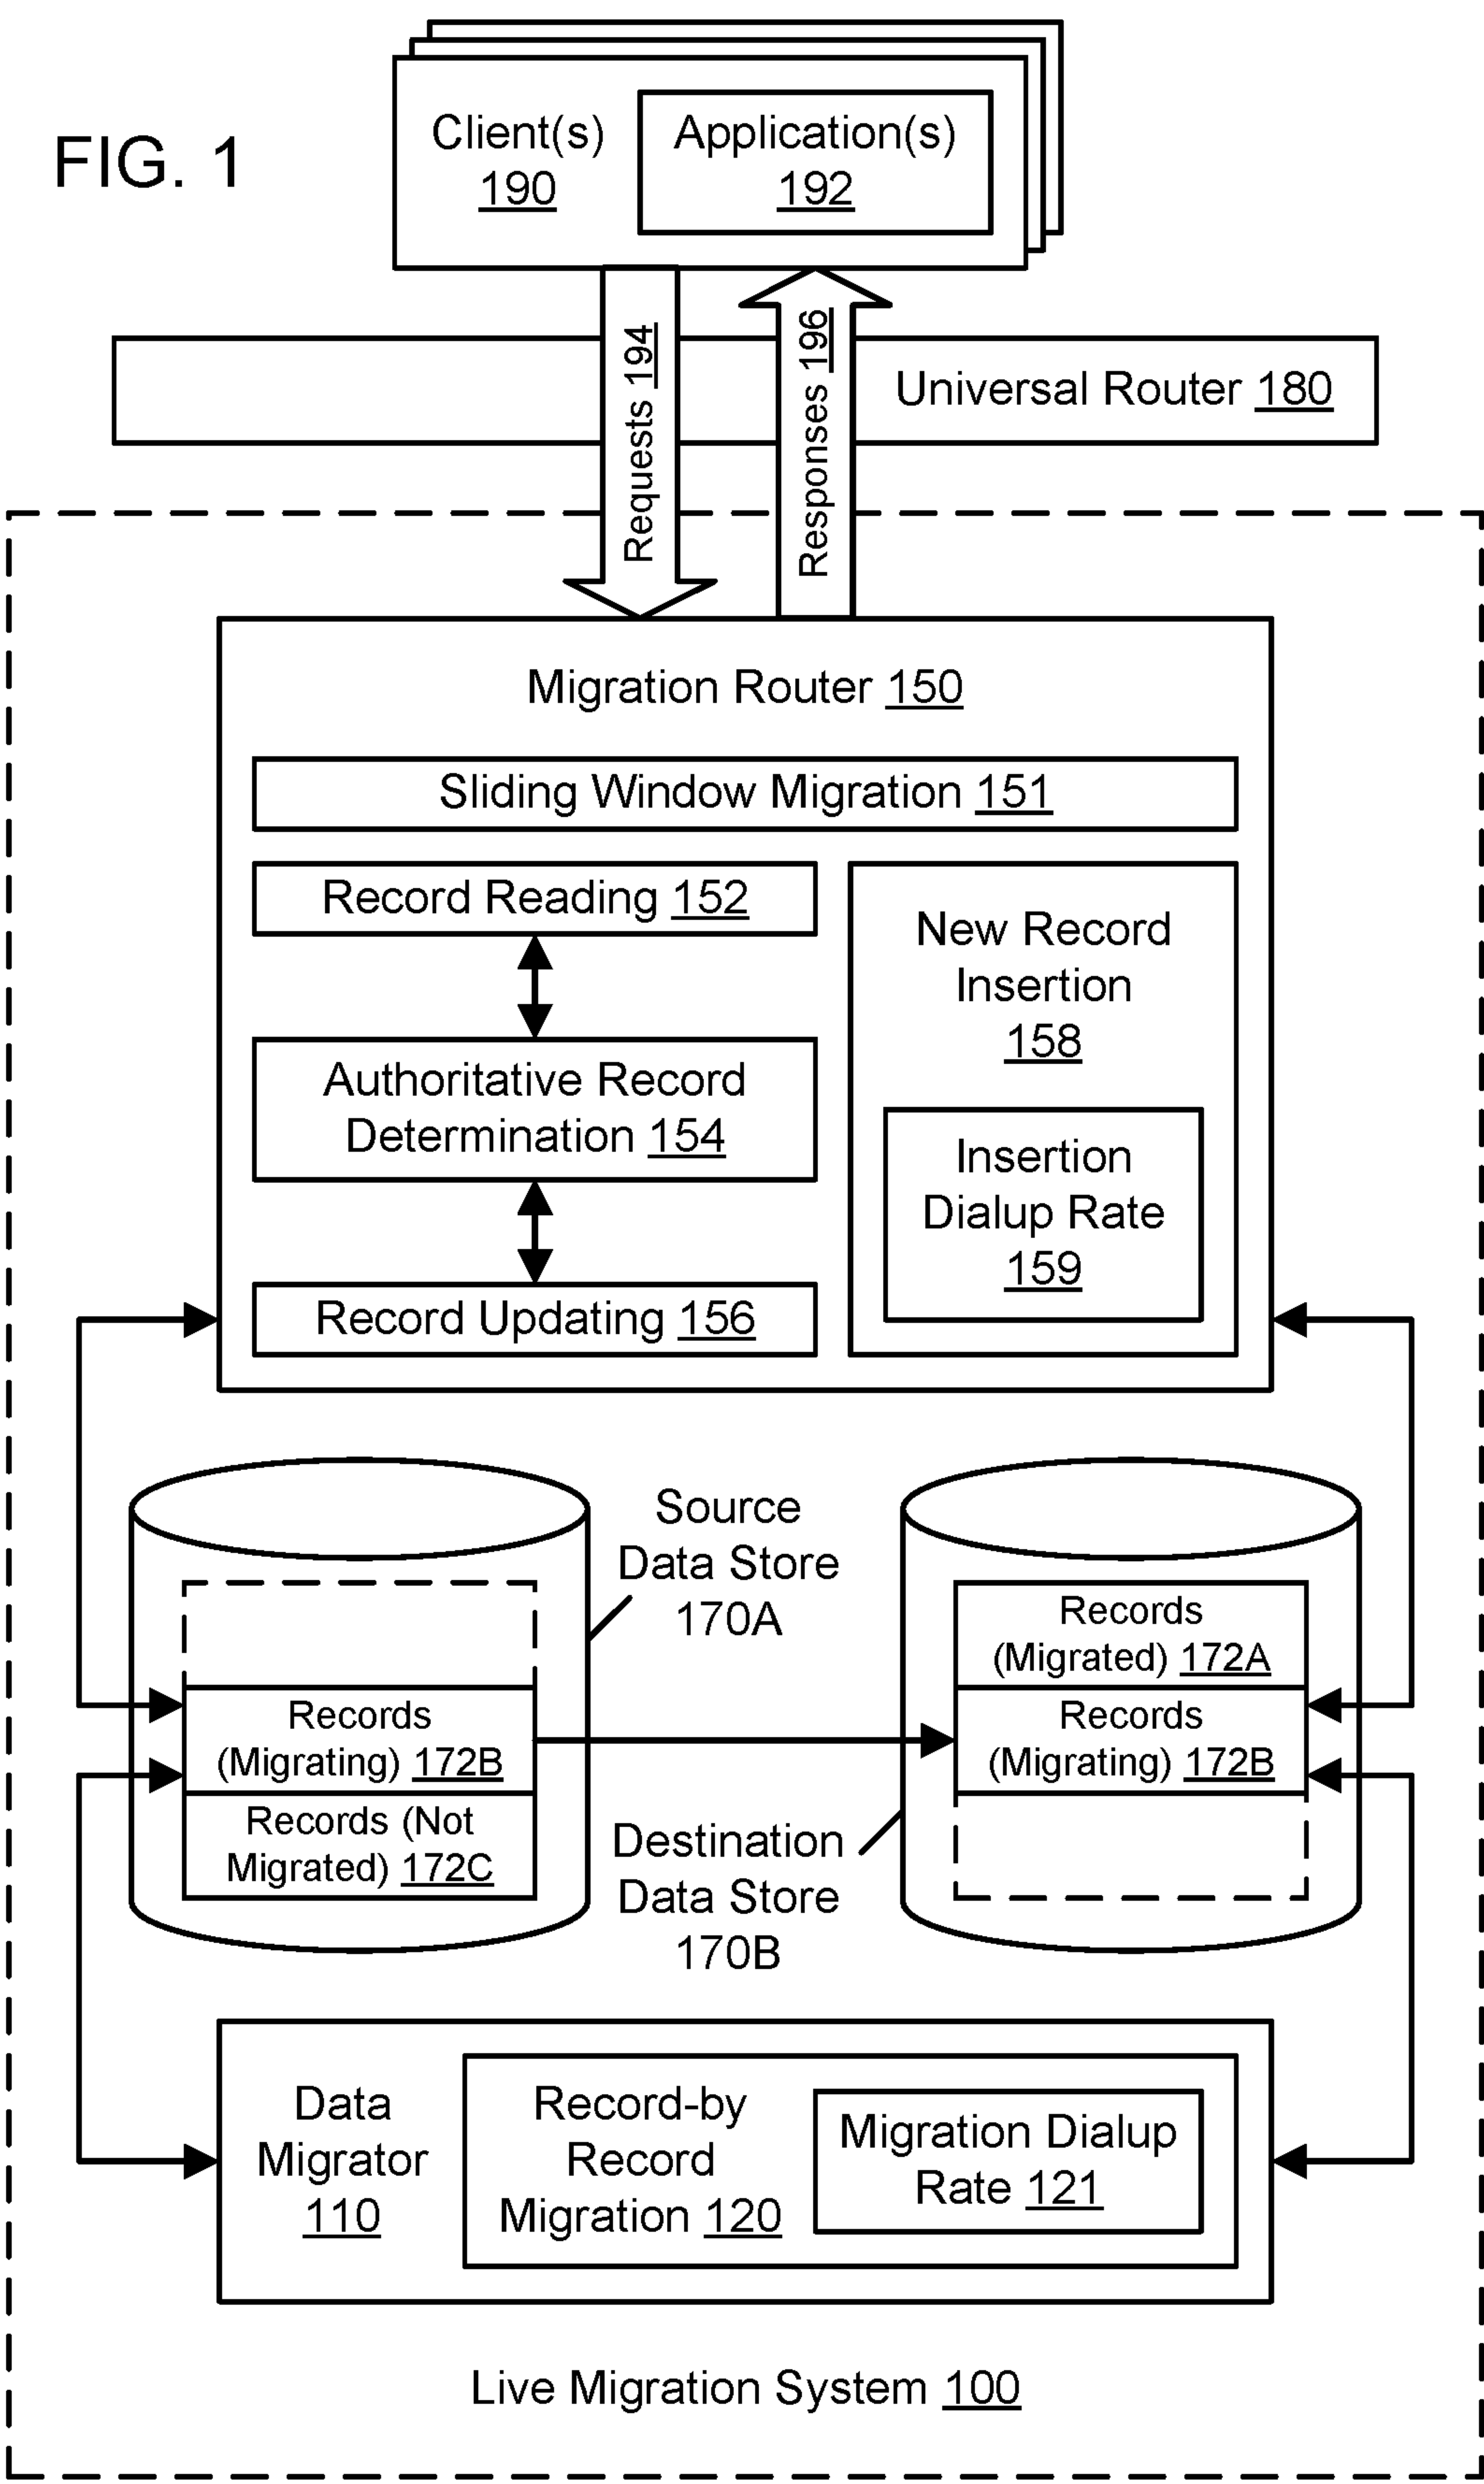 FIG. 1
Client(s)
190
Application(s)
192
Requests 194
Responses 196
Universal Router 180
Migration Router 150
Sliding Window Migration 151
Record Reading 152
Authoritative Record
Determination 154
Record Updating 156
New Record
Insertion
158
Insertion
Dialup Rate
159
Source
Data Store
170A
Records
(Migrating) 172B
Records (Not
Migrated) 172C
Records
(Migrated) 172A
Records
(Migrating) 172B
Destination
Data Store
170B
Data
Migrator
110
Record-by
Record
Migration 120
Migration Dialup
Rate 121
Live Migration System 100